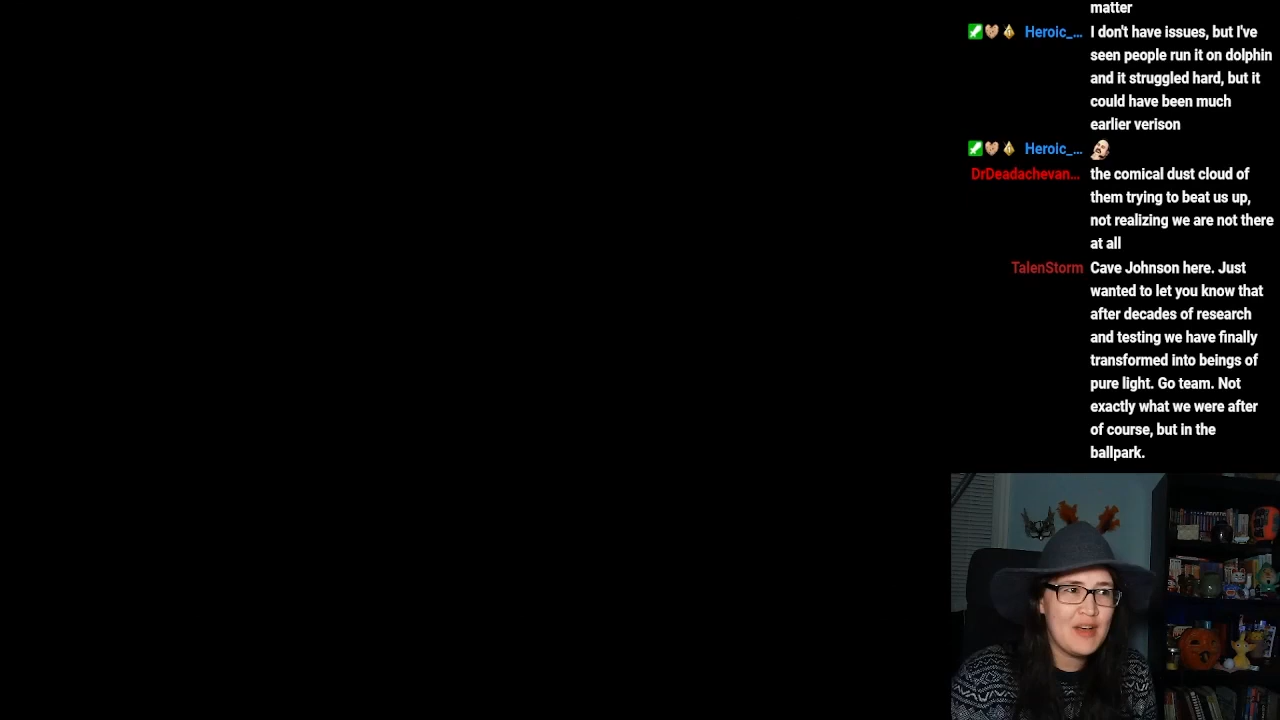 matter
Heroic_... I don't have issues, but I've
seen people run it on dolphin
and it struggled hard, but it
could have been much
earlier verison
Heroic_...
DrDeadachevan... the comical dust cloud of
them trying to beat us up,
not realizing we are not there
at all
TalenStorm Cave Johnson here. Just
wanted to let you know that
after decades of research
and testing we have finally
transformed into beings of
pure light. Go team. Not
exactly what we were after
of course, but in the
ballpark.